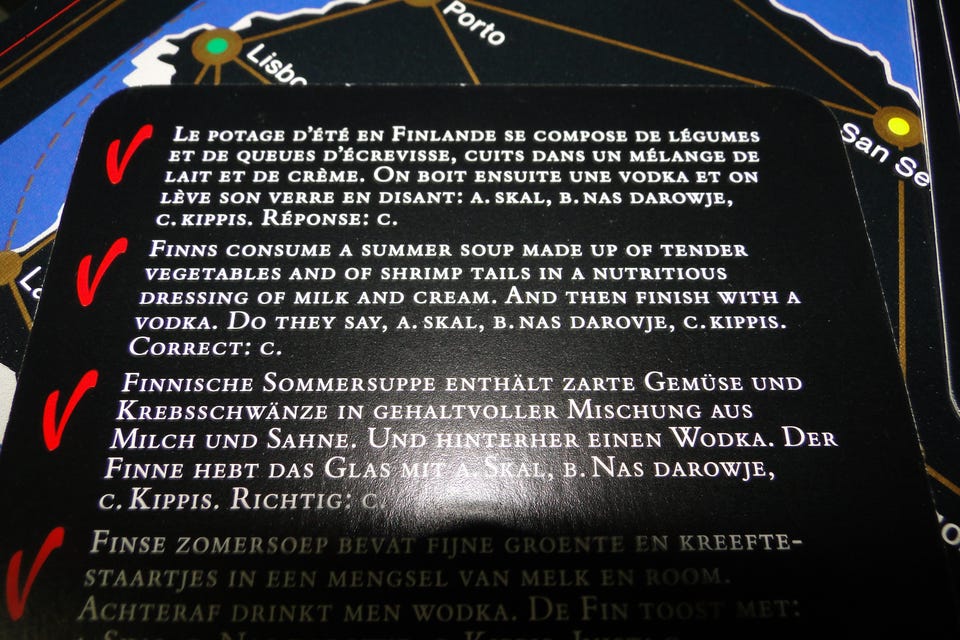 Porto
Lisbo
San Se
LE POTAGE D'ÉTÉ EN FINLANDE SE COMPOSE DE LÉGUMES
ET DE QUEUES D'ÉCREVISSE, CUITS DANS UN MÉLANGE DE
LAIT ET DE CRÈME. ON BOIT ENSUITE UNE VODKA ET ON
LÈVE SON VERRE EN DISANT: A. SKAL, B. NAS DAROWJE,
C. KIPPIS. RÉPONSE: C.
FINNS CONSUME A SUMMER SOUP MADE UP OF TENDER
VEGETABLES AND OF SHRIMP TAILS IN A NUTRITIOUS
DRESSING OF MILK AND CREAM. AND THEN FINISH WITH A
VODKA. DO THEY SAY, A. SKAL, B. NAS DAROVJE, C. KIPPIS.
CORRECT: C.
FINNISCHE SOMMERSUPPE ENTHÄLT ZARTE GEMÜSE UND
KREBSSCHWÄNZE IN GEHALTVOLLER MISCHUNG AUS
MILCH UND SAHNE. UND HINTERHER EINEN WODKA. DER
FINNE HEBT DAS GLAS MIT A. SKAL, B. NAS DAROWJE,
C. KIPPIS. RICHTIG: C.
FINSE ZOMERSOEP BEVAT FIJNE GROENTE EN KREEFTE-
STAARTJES IN EEN MENGSEL VAN MELK EN ROOM.
ACHTERAF DRINKT MEN WODKA. DE FIN TOOST MET: